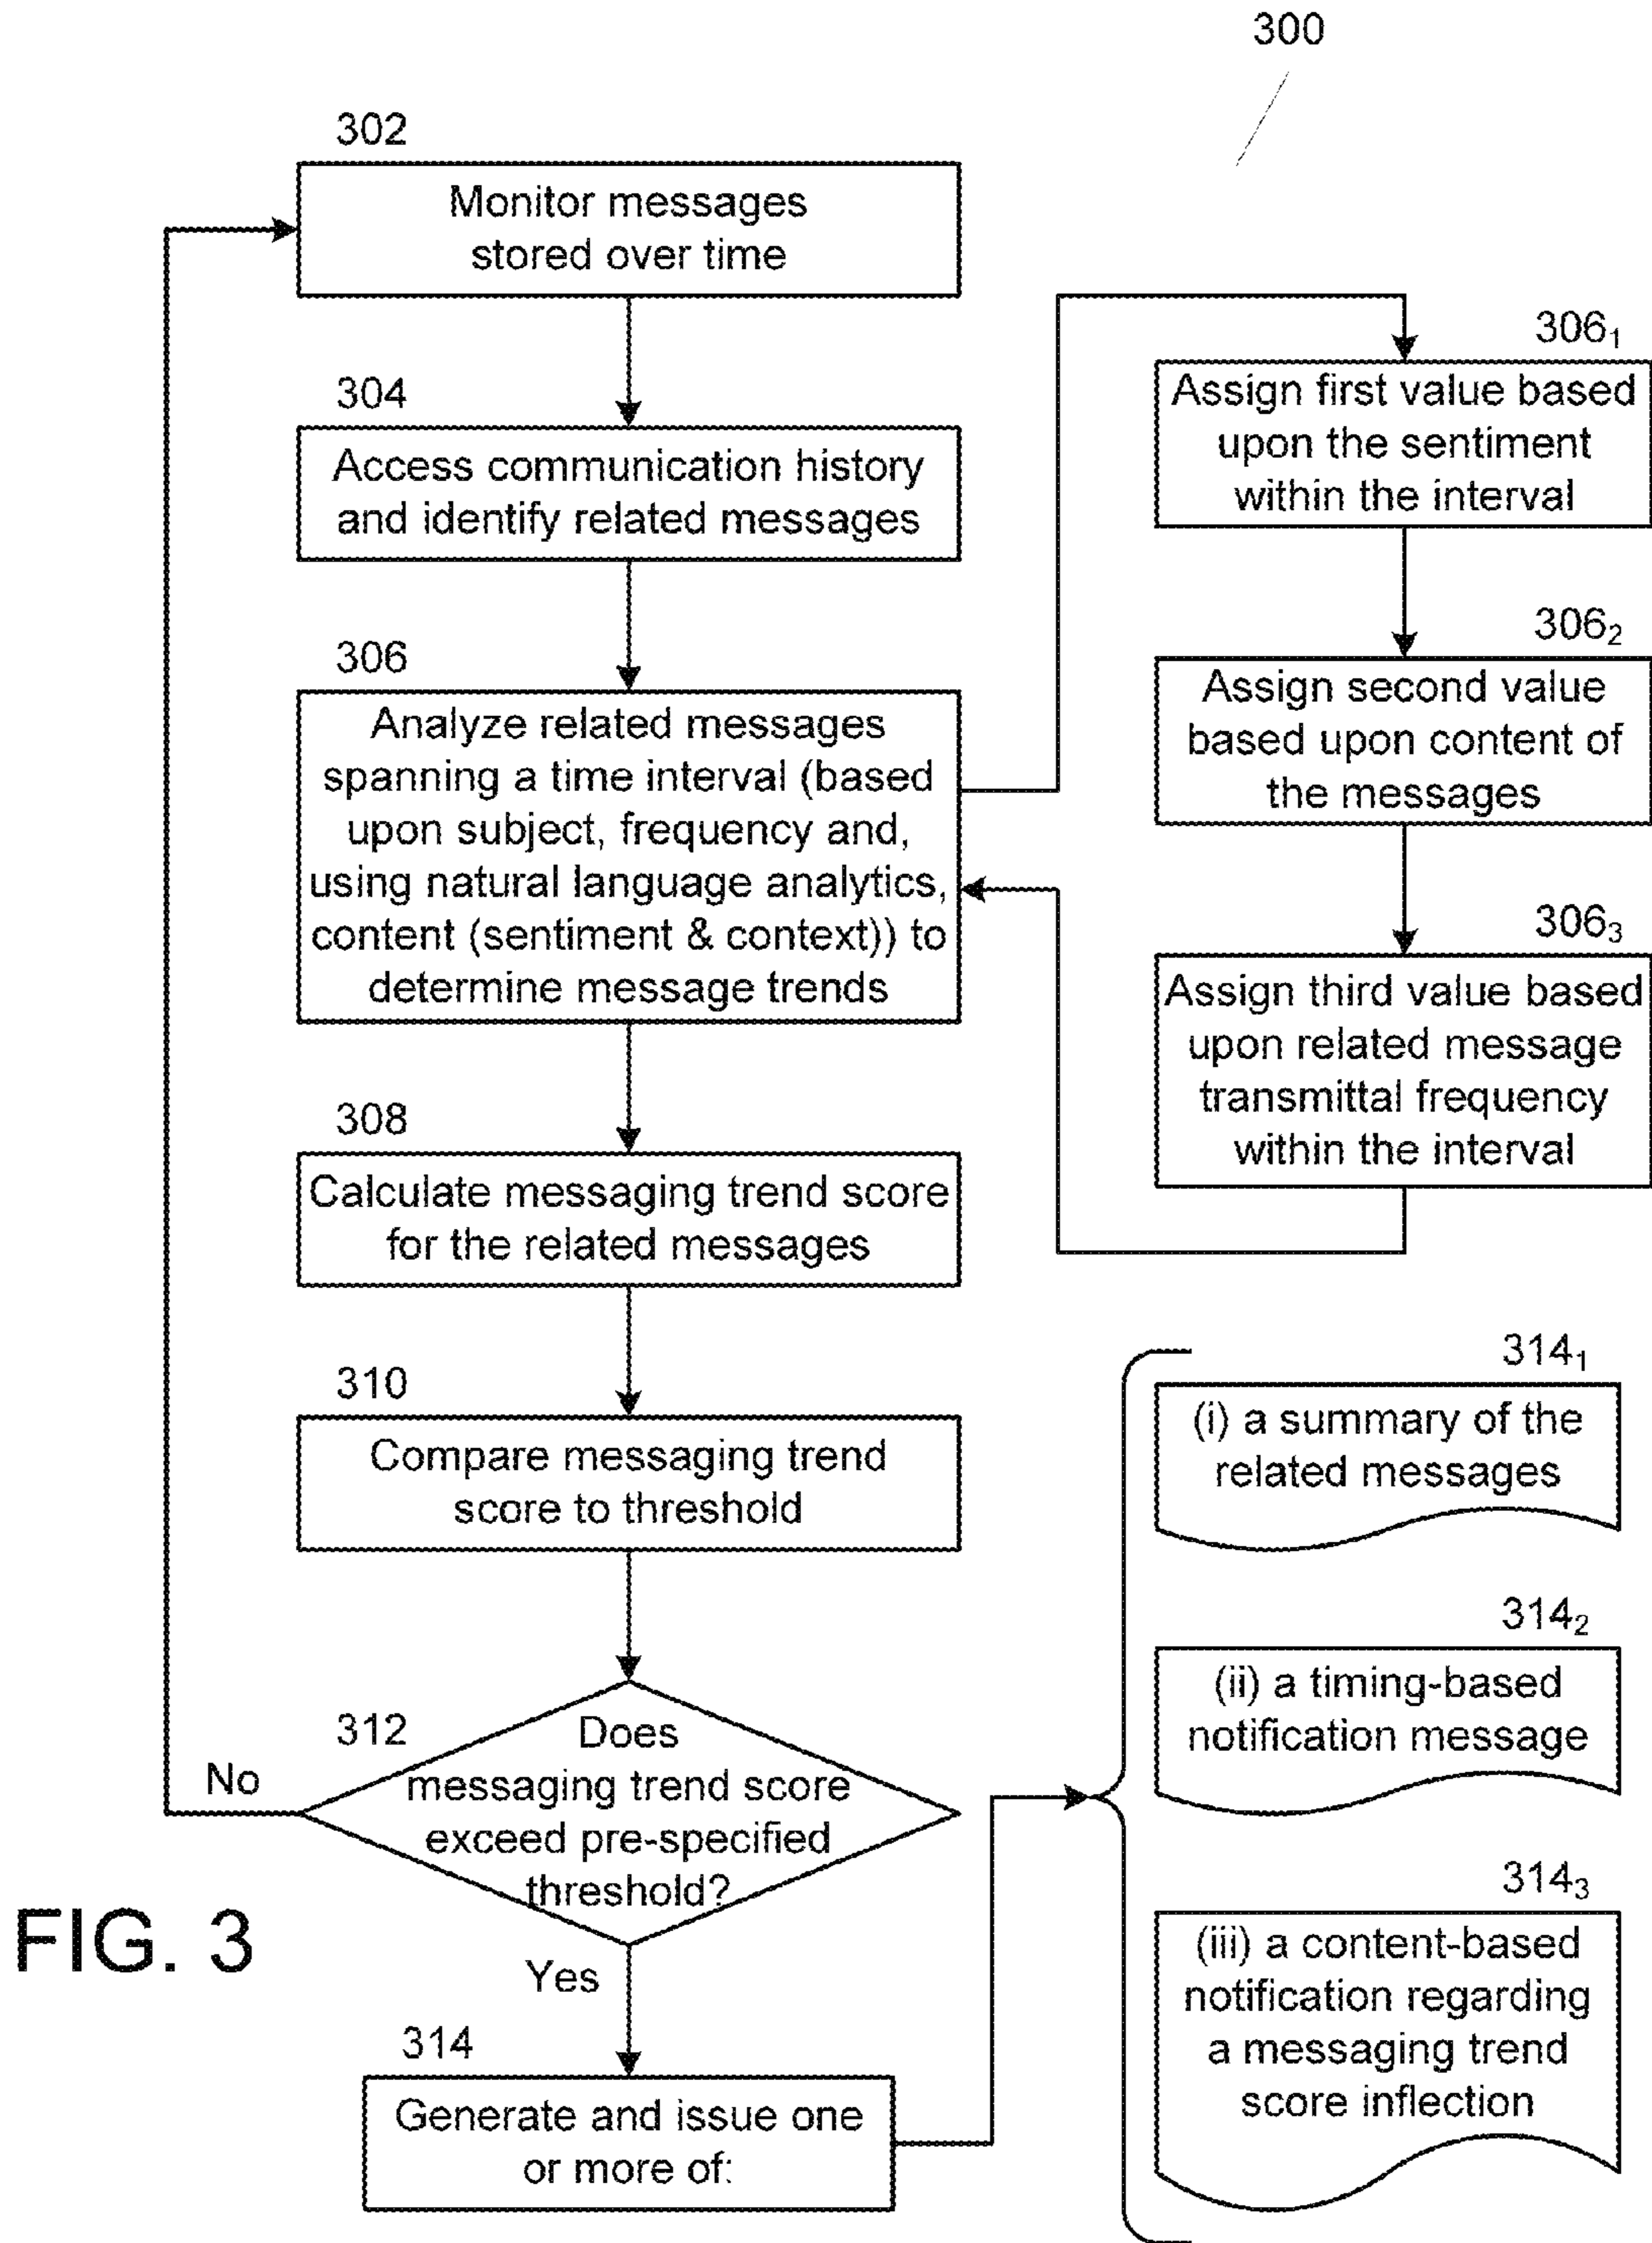 300
302
Monitor messages
stored over time
304
Access communication history
and identify related messages
306
Analyze related messages
spanning a time interval (based
upon subject, frequency and,
using natural language analytics,
content (sentiment & context)) to
determine message trends
306₁
Assign first value based
upon the sentiment
within the interval
306₂
Assign second value
based upon content of
the messages
306₃
Assign third value based
upon related message
transmittal frequency
within the interval
308
Calculate messaging trend score
for the related messages
310
Compare messaging trend
score to threshold
312
Does
messaging trend score
exceed pre-specified
threshold?
No
Yes
314
Generate and issue one
or more of:
314₁
(i) a summary of the
related messages
314₂
(ii) a timing-based
notification message
314₃
(iii) a content-based
notification regarding
a messaging trend
score inflection
FIG. 3